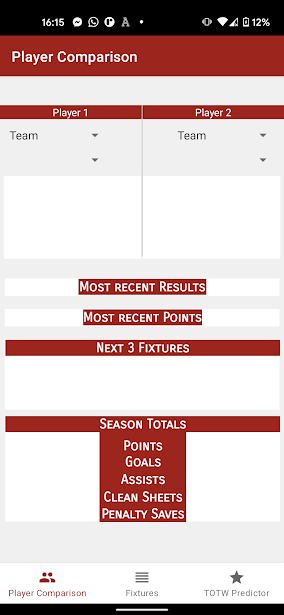 16:15 12%
Player Comparison
Player 1 Player 2
Team Team
Most recent Results
Most recent Points
Next 3 Fixtures
Season Totals
Points
Goals
Assists
Clean Sheets
Penalty Saves
Player Comparison Fixtures TOTW Predictor